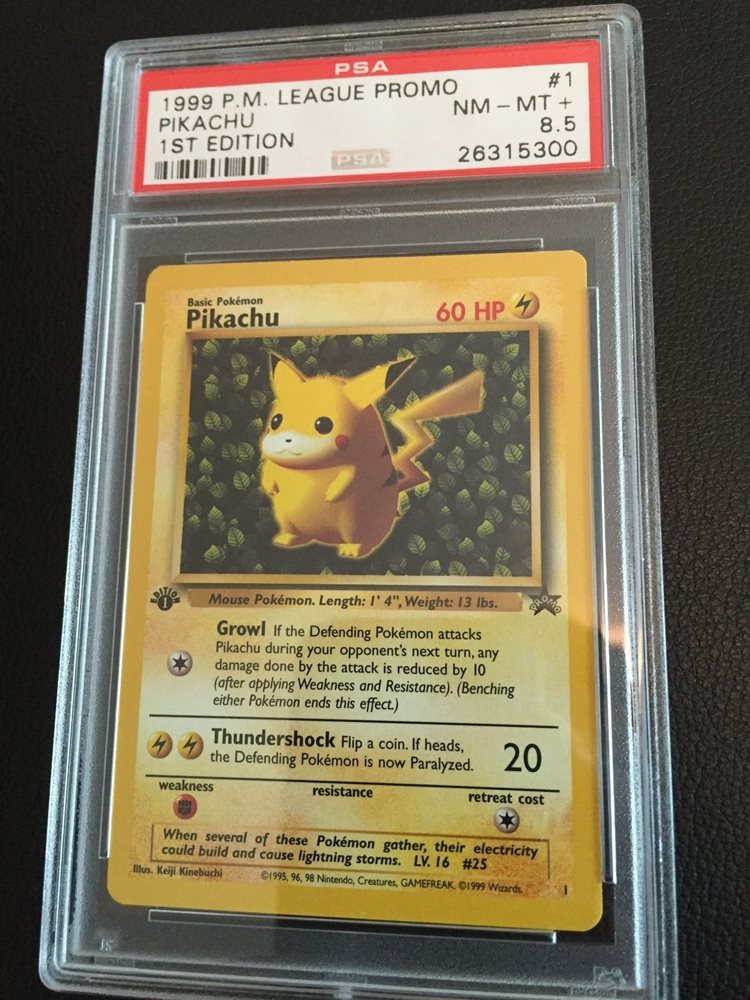 PSA
1999 P.M. LEAGUE PROMO #1
PIKACHU NM - MT +
1ST EDITION 8.5
PSA 26315300
Basic Pokémon
Pikachu 60 HP
EDITION 1
Mouse Pokémon. Length: 1' 4", Weight: 13 lbs.
PROMO
Growl If the Defending Pokémon attacks
Pikachu during your opponent's next turn, any
damage done by the attack is reduced by 10
(after applying Weakness and Resistance). (Benching
either Pokémon ends this effect.)
Thundershock Flip a coin. If heads, 20
the Defending Pokémon is now Paralyzed.
weakness resistance retreat cost
When several of these Pokémon gather, their electricity
could build and cause lightning storms. LV. 16 #25
Illus. Keiji Kinebuchi ©1995, 96, 98 Nintendo, Creatures, GAMEFREAK. ©1999 Wizards. 1